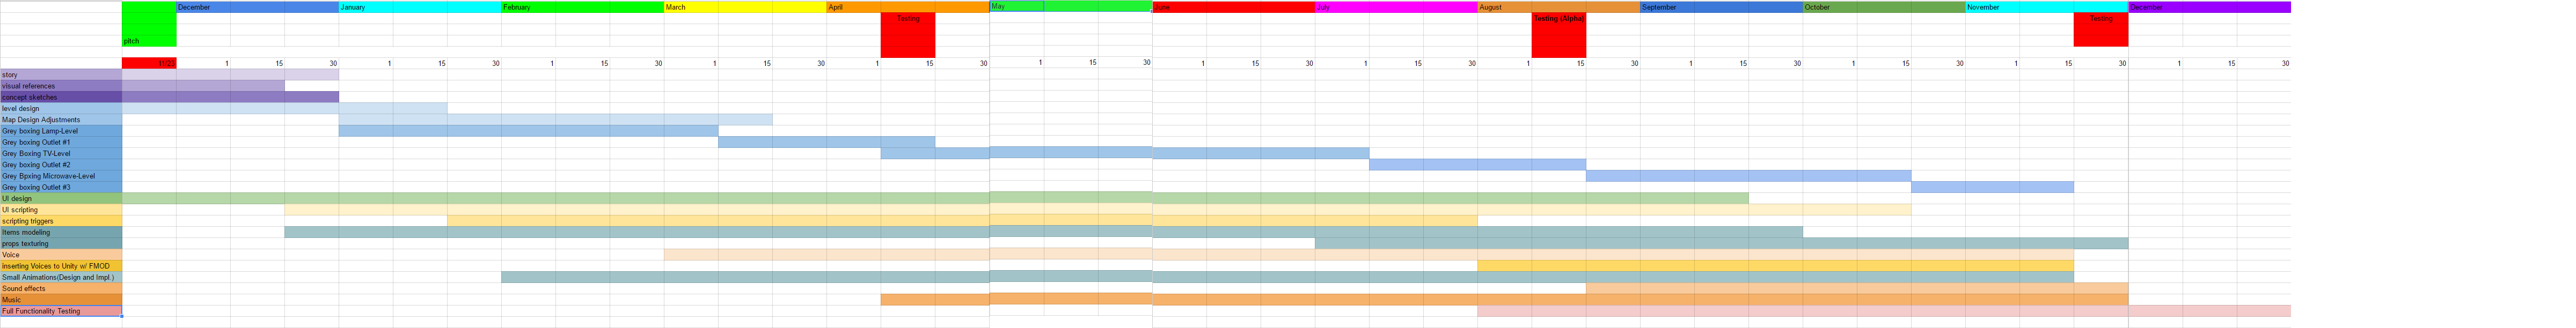 December January February March April May June July August September October November December
Testing Testing (Alpha) Testing
pitch
11/23 1 15 30 1 15 30 1 15 30 1 15 30 1 15 30 1 15 30 1 15 30 1 15 30 1 15 30 1 15 30 1 15 30 1 15 30 1 15 30
story
visual references
concept sketches
level design
Map Design Adjustments
Grey boxing Lamp-Level
Grey boxing Outlet #1
Grey Boxing TV-Level
Grey boxing Outlet #2
Grey Bpxing Microwave-Level
Grey boxing Outlet #3
UI design
UI scripting
scripting triggers
Items modeling
props texturing
Voice
inserting Voices to Unity w/ FMOD
Small Animations(Design and Impl.)
Sound effects
Music
Full Functionality Testing